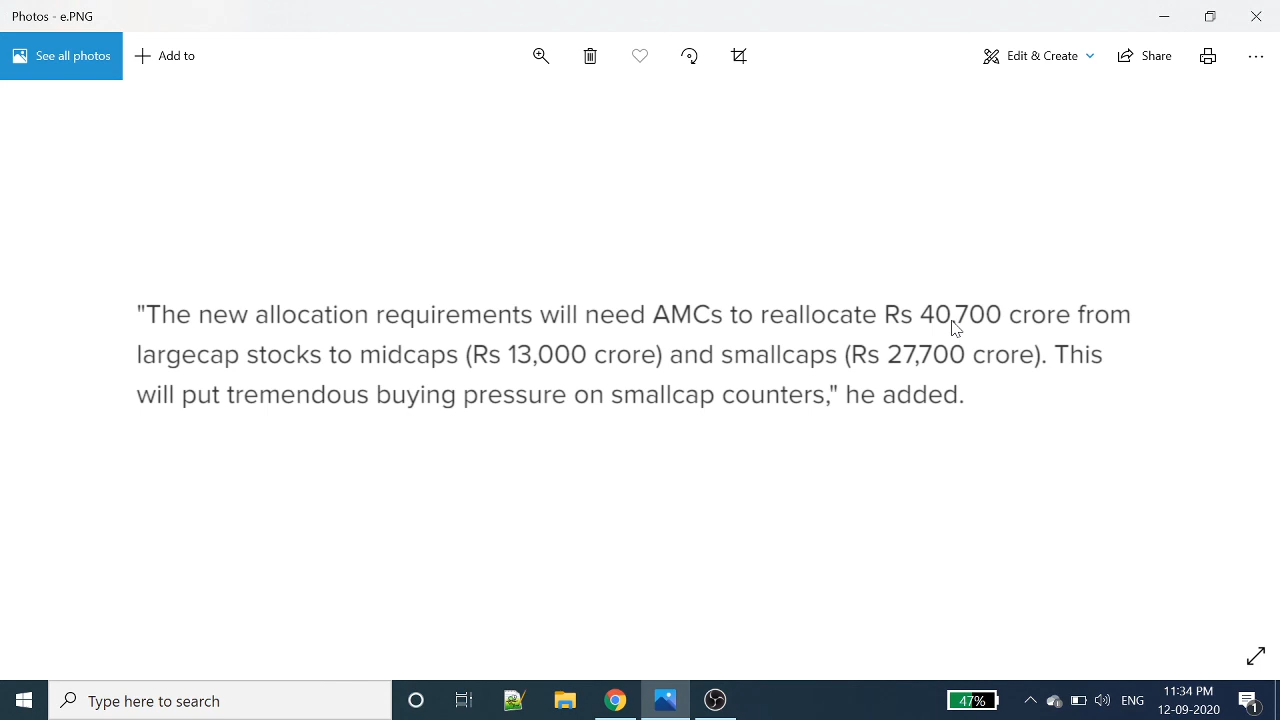 Photos - e.PNG
See all photos
Add to
Edit & Create
Share
"The new allocation requirements will need AMCs to reallocate Rs 40,700 crore from
largecap stocks to midcaps (Rs 13,000 crore) and smallcaps (Rs 27,700 crore). This
will put tremendous buying pressure on smallcap counters," he added.
Type here to search
47%
ENG
11:34 PM
12-09-2020
1